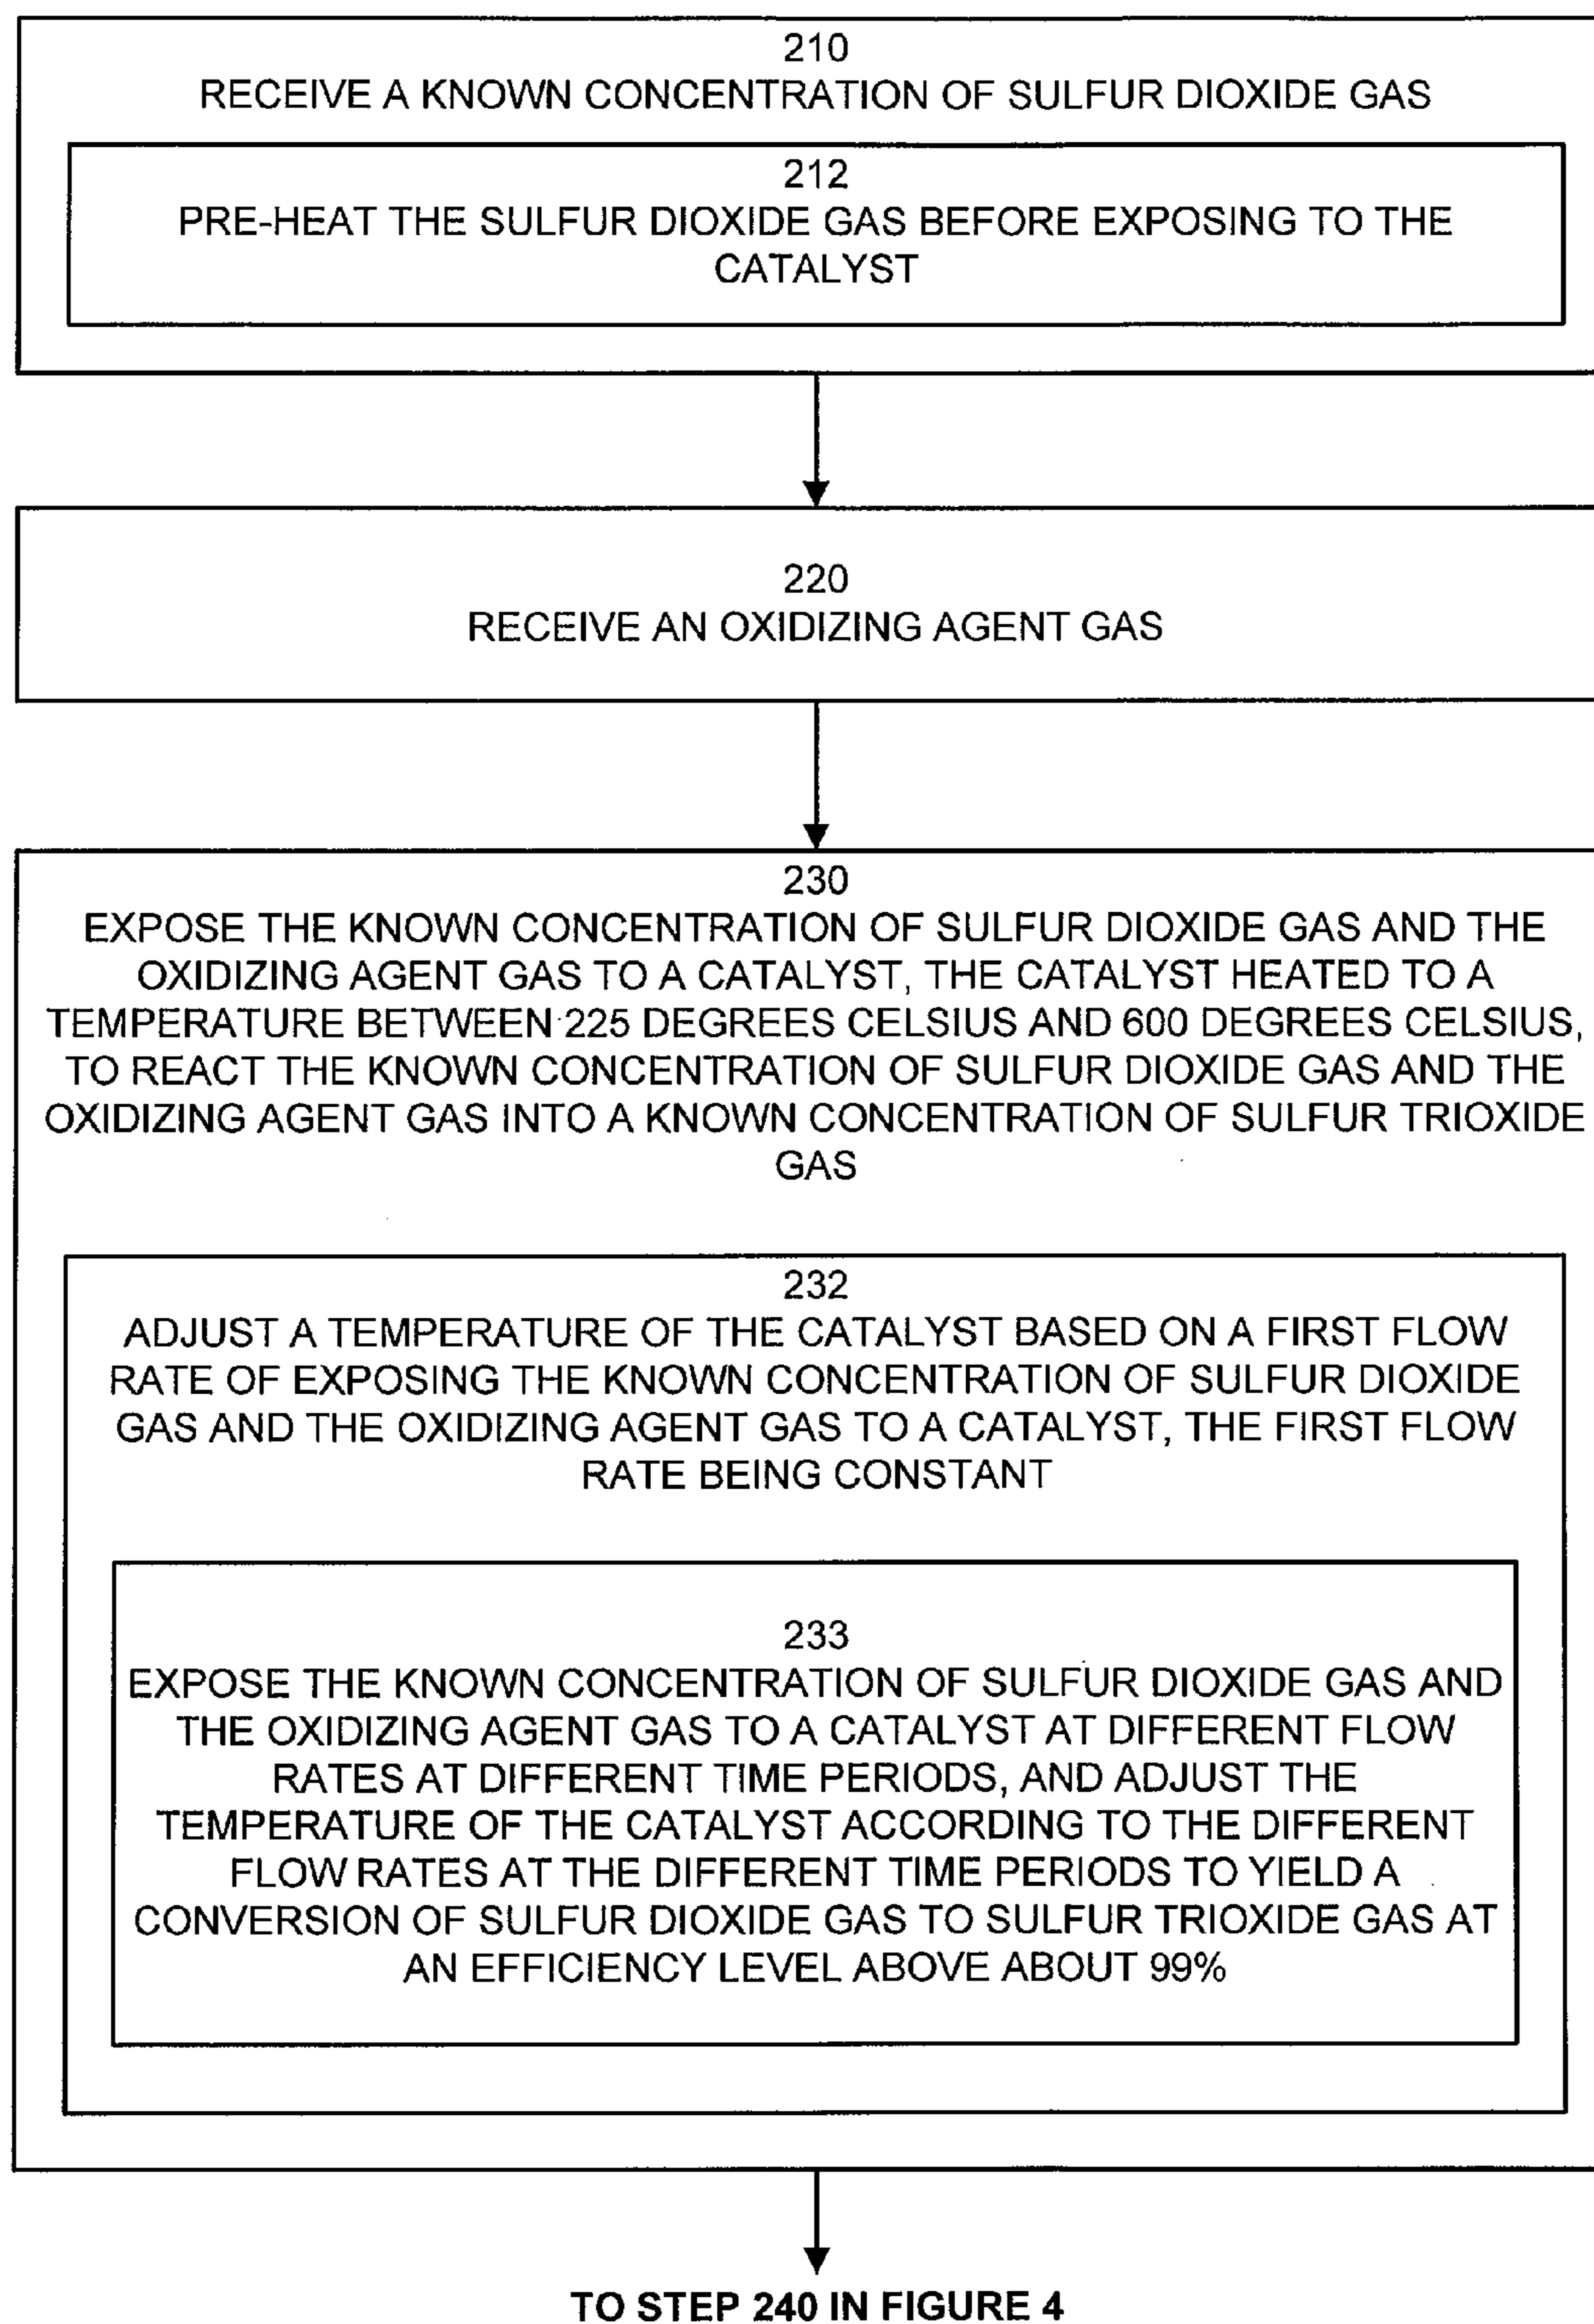 210
RECEIVE A KNOWN CONCENTRATION OF SULFUR DIOXIDE GAS
212
PRE-HEAT THE SULFUR DIOXIDE GAS BEFORE EXPOSING TO THE
CATALYST
220
RECEIVE AN OXIDIZING AGENT GAS
230
EXPOSE THE KNOWN CONCENTRATION OF SULFUR DIOXIDE GAS AND THE
OXIDIZING AGENT GAS TO A CATALYST, THE CATALYST HEATED TO A
TEMPERATURE BETWEEN 225 DEGREES CELSIUS AND 600 DEGREES CELSIUS,
TO REACT THE KNOWN CONCENTRATION OF SULFUR DIOXIDE GAS AND THE
OXIDIZING AGENT GAS INTO A KNOWN CONCENTRATION OF SULFUR TRIOXIDE
GAS
232
ADJUST A TEMPERATURE OF THE CATALYST BASED ON A FIRST FLOW
RATE OF EXPOSING THE KNOWN CONCENTRATION OF SULFUR DIOXIDE
GAS AND THE OXIDIZING AGENT GAS TO A CATALYST, THE FIRST FLOW
RATE BEING CONSTANT
233
EXPOSE THE KNOWN CONCENTRATION OF SULFUR DIOXIDE GAS AND
THE OXIDIZING AGENT GAS TO A CATALYST AT DIFFERENT FLOW
RATES AT DIFFERENT TIME PERIODS, AND ADJUST THE
TEMPERATURE OF THE CATALYST ACCORDING TO THE DIFFERENT
FLOW RATES AT THE DIFFERENT TIME PERIODS TO YIELD A
CONVERSION OF SULFUR DIOXIDE GAS TO SULFUR TRIOXIDE GAS AT
AN EFFICIENCY LEVEL ABOVE ABOUT 99%
TO STEP 240 IN FIGURE 4